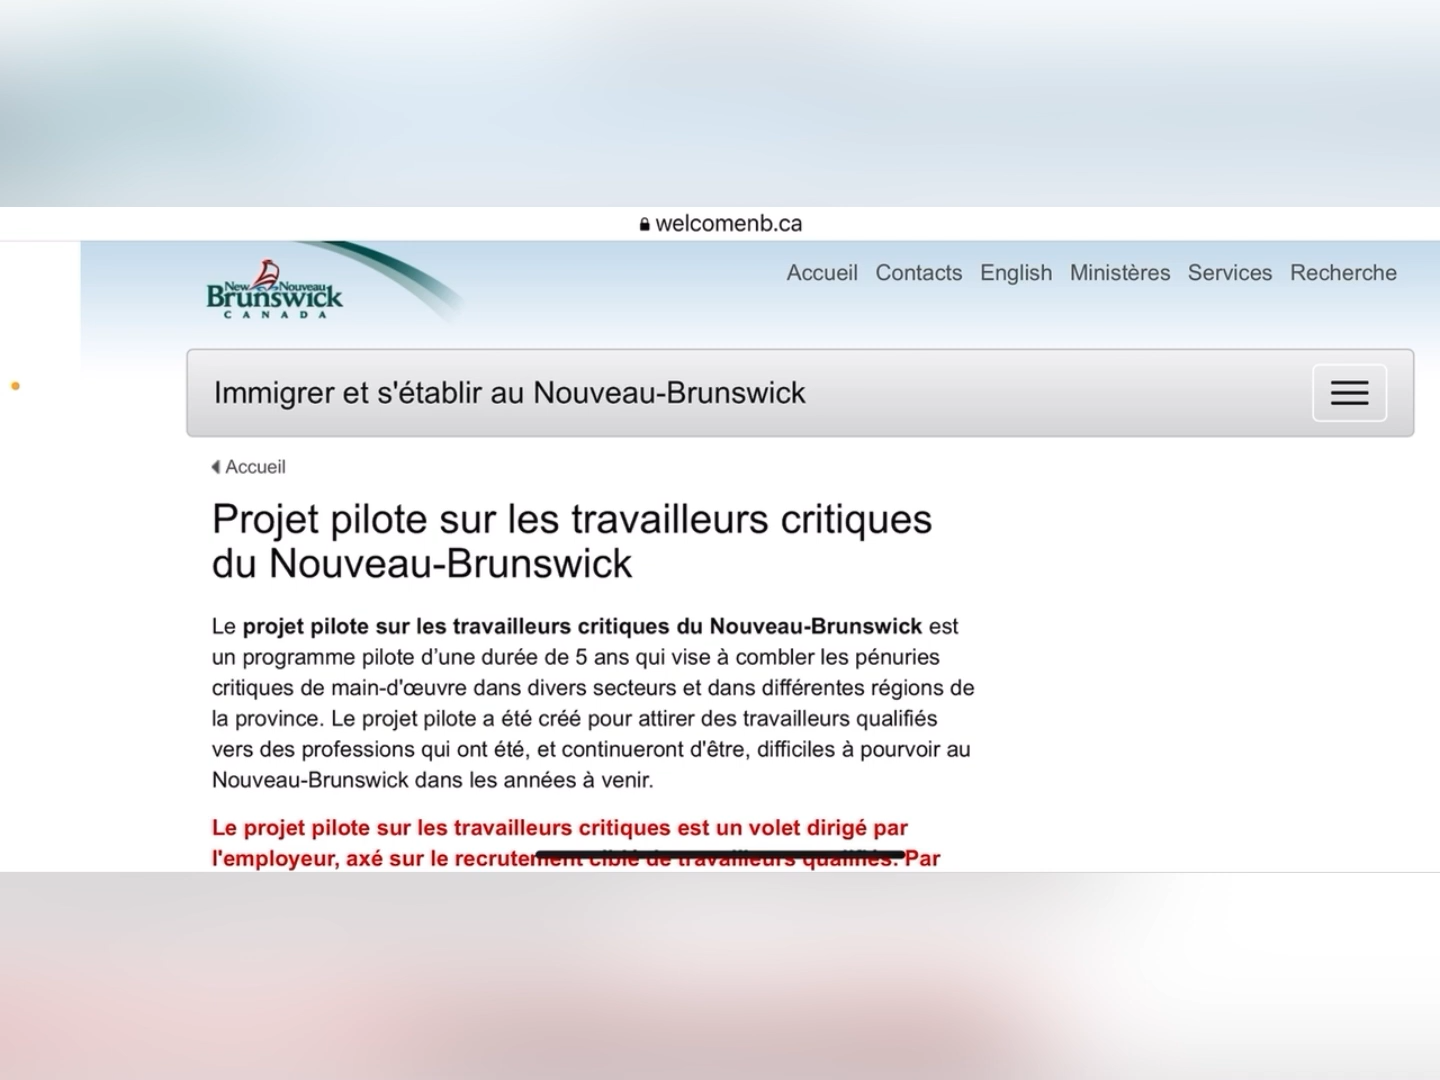 welcomenb.ca
New Nouveau
Brunswick
CANADA
Accueil Contacts English Ministères Services Recherche
Immigrer et s'établir au Nouveau-Brunswick
Accueil
Projet pilote sur les travailleurs critiques
du Nouveau-Brunswick
Le projet pilote sur les travailleurs critiques du Nouveau-Brunswick est
un programme pilote d’une durée de 5 ans qui vise à combler les pénuries
critiques de main-d'œuvre dans divers secteurs et dans différentes régions de
la province. Le projet pilote a été créé pour attirer des travailleurs qualifiés
vers des professions qui ont été, et continueront d'être, difficiles à pourvoir au
Nouveau-Brunswick dans les années à venir.
Le projet pilote sur les travailleurs critiques est un volet dirigé par
l'employeur, axé sur le recrutement ciblé de travailleurs qualifiés. Par